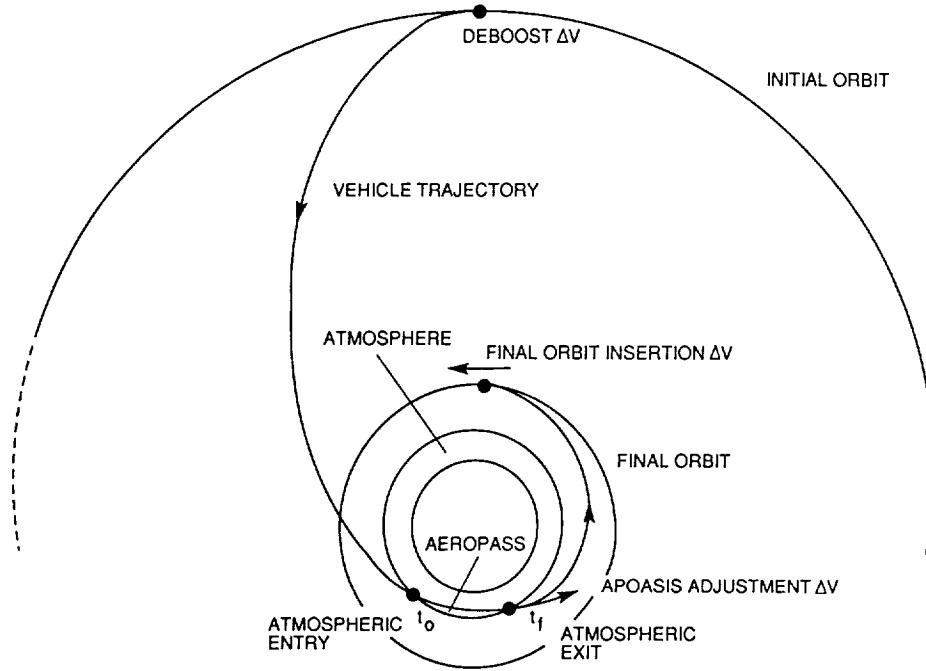 DEBOOST ΔV
INITIAL ORBIT
VEHICLE TRAJECTORY
ATMOSPHERE
FINAL ORBIT INSERTION ΔV
FINAL ORBIT
AEROPASS
APOASIS ADJUSTMENT ΔV
t₀
t_f
ATMOSPHERIC
ENTRY
ATMOSPHERIC
EXIT